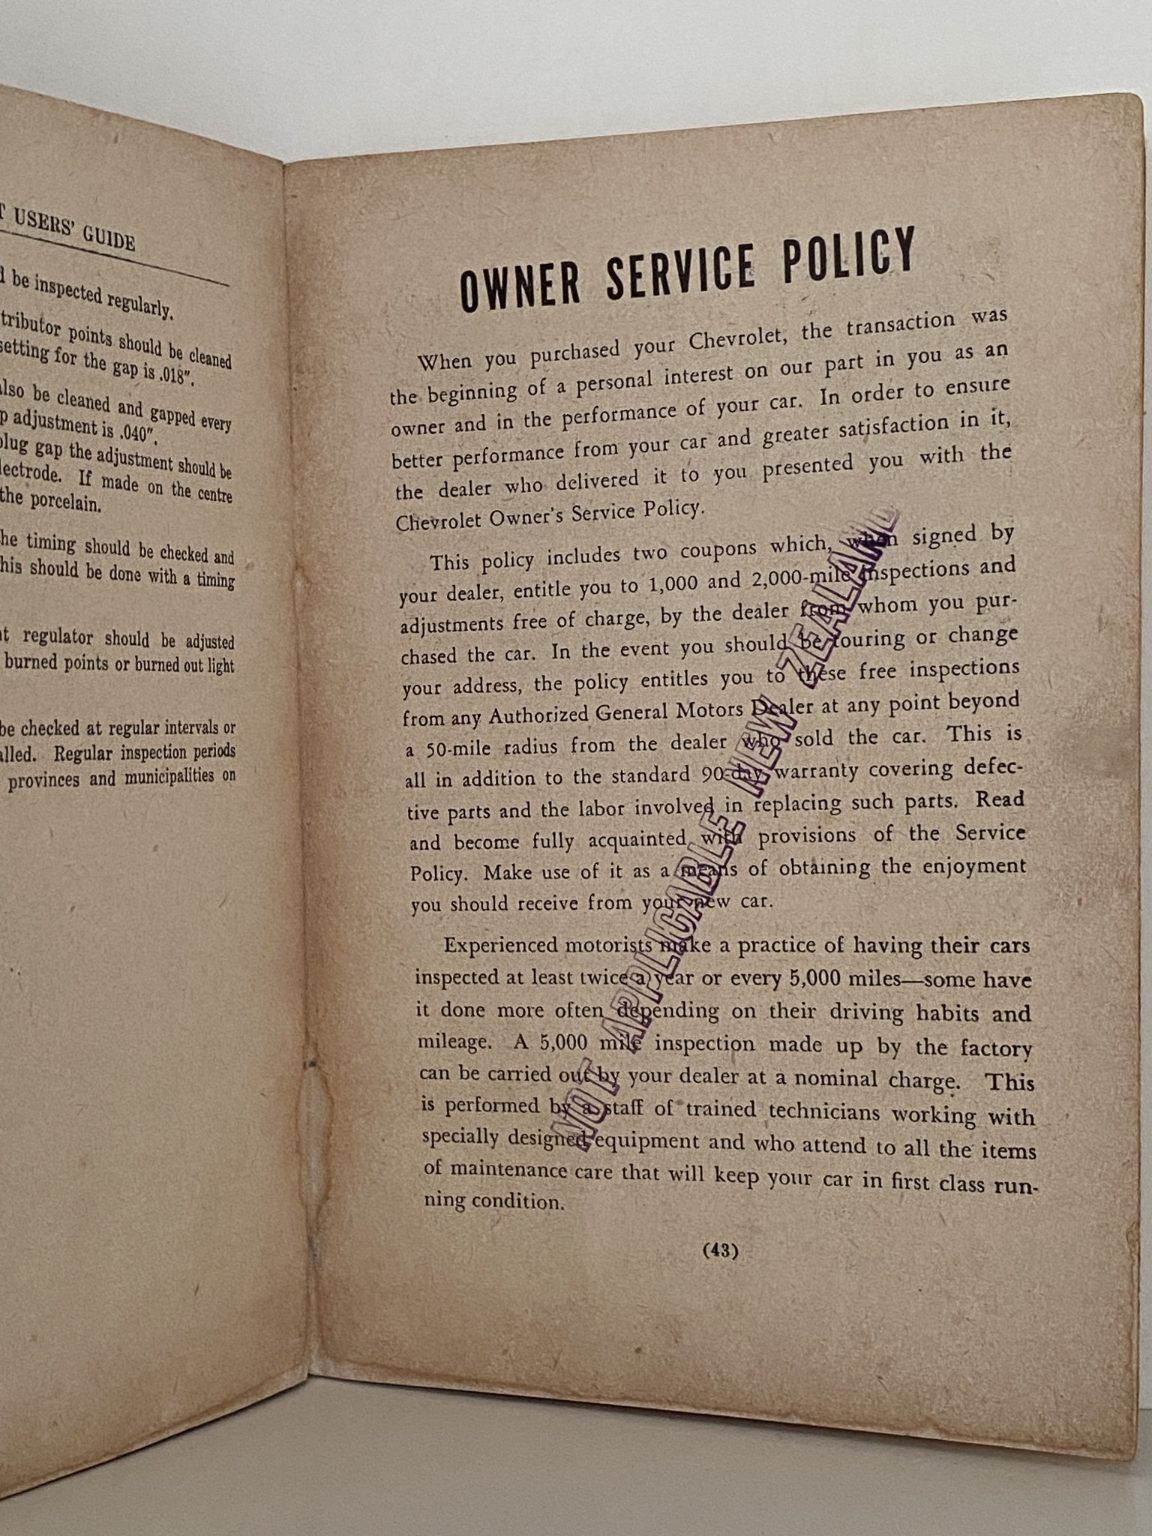 USERS' GUIDE
be inspected regularly.
tributor points should be cleaned
setting for the gap is .018".
also be cleaned and gapped every
adjustment is .040".
plug gap the adjustment should be
lectrode. If made on the centre
the porcelain.
he timing should be checked and
his should be done with a timing
regulator should be adjusted
burned points or burned out light
be checked at regular intervals or
alled. Regular inspection periods
provinces and municipalities on
OWNER SERVICE POLICY
When you purchased your Chevrolet, the transaction was
the beginning of a personal interest on our part in you as an
owner and in the performance of your car. In order to ensure
better performance from your car and greater satisfaction in it,
the dealer who delivered it to you presented you with the
Chevrolet Owner's Service Policy.
This policy includes two coupons which, when signed by
your dealer, entitle you to 1,000 and 2,000-mile inspections and
adjustments free of charge, by the dealer from whom you pur-
chased the car. In the event you should be touring or change
your address, the policy entitles you to these free inspections
from any Authorized General Motors Dealer at any point beyond
a 50-mile radius from the dealer who sold the car. This is
all in addition to the standard 90-day warranty covering defec-
tive parts and the labor involved in replacing such parts. Read
and become fully acquainted with provisions of the Service
Policy. Make use of it as a means of obtaining the enjoyment
you should receive from your new car.
Experienced motorists make a practice of having their cars
inspected at least twice a year or every 5,000 miles—some have
it done more often depending on their driving habits and
mileage. A 5,000 mile inspection made up by the factory
can be carried out by your dealer at a nominal charge. This
is performed by a staff of trained technicians working with
specially designed equipment and who attend to all the items
of maintenance care that will keep your car in first class run-
ning condition.
(43)
NOT APPLICABLE NEW ZEALAND